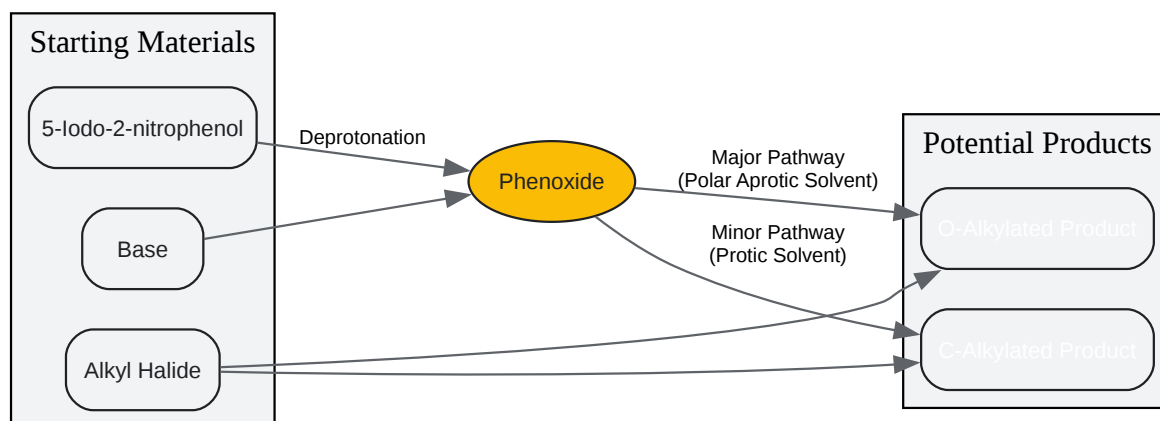 Starting Materials
5-Iodo-2-nitrophenol
Base
Alkyl Halide
Deprotonation
Phenoxide
Major Pathway
(Polar Aprotic Solvent)
Minor Pathway
(Protic Solvent)
Potential Products
O-Alkylated Product
C-Alkylated Product